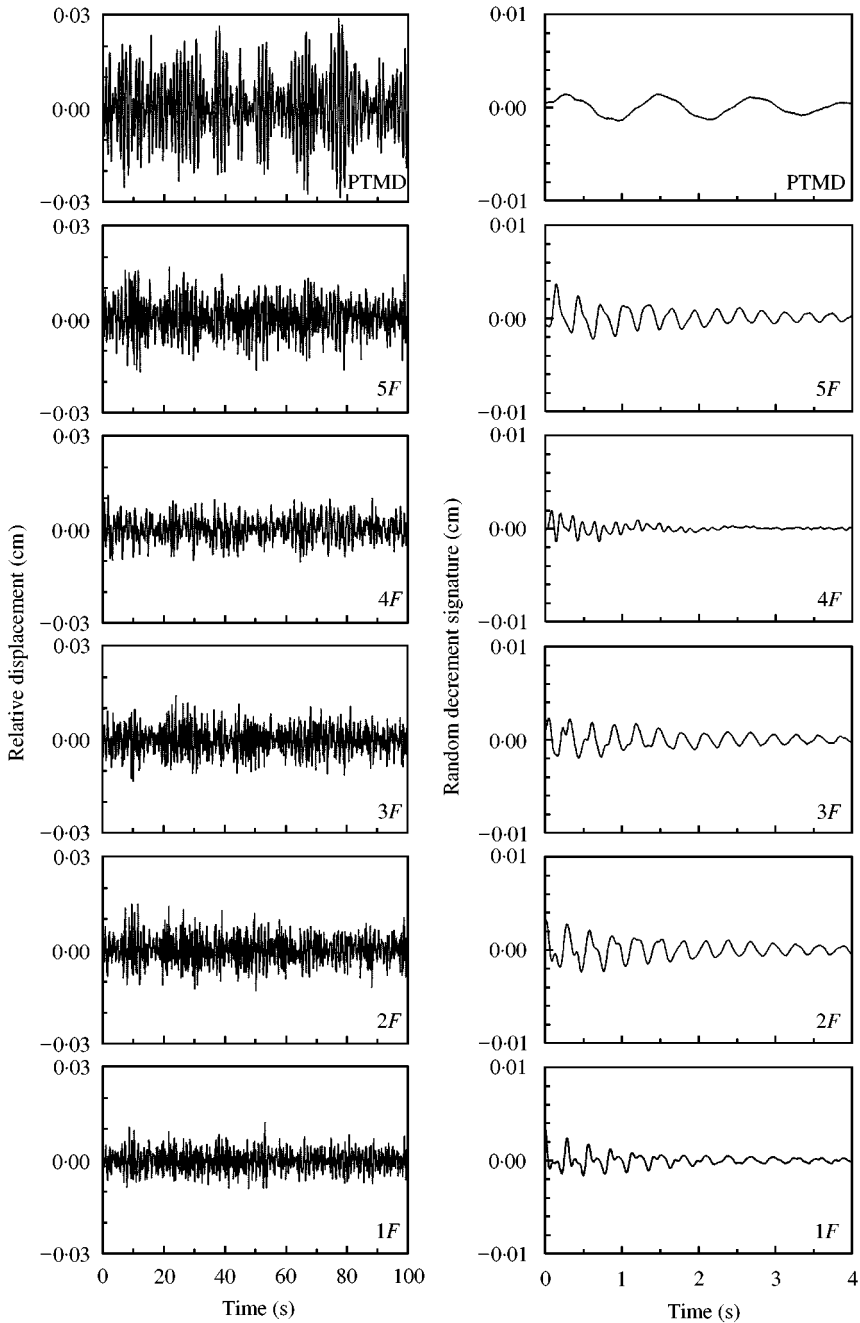 0·03
0·00
−0·03
PTMD
0·01
0·00
−0·01
PTMD
0·03
0·00
−0·03
5F
0·01
0·00
−0·01
5F
0·03
0·00
−0·03
4F
0·01
0·00
−0·01
4F
Relative displacement (cm)
Random decrement signature (cm)
0·03
0·00
−0·03
3F
0·01
0·00
−0·01
3F
0·03
0·00
−0·03
2F
0·01
0·00
−0·01
2F
0·03
0·00
−0·03
1F
0·01
0·00
−0·01
1F
0 20 40 60 80 100
Time (s)
0 1 2 3 4
Time (s)